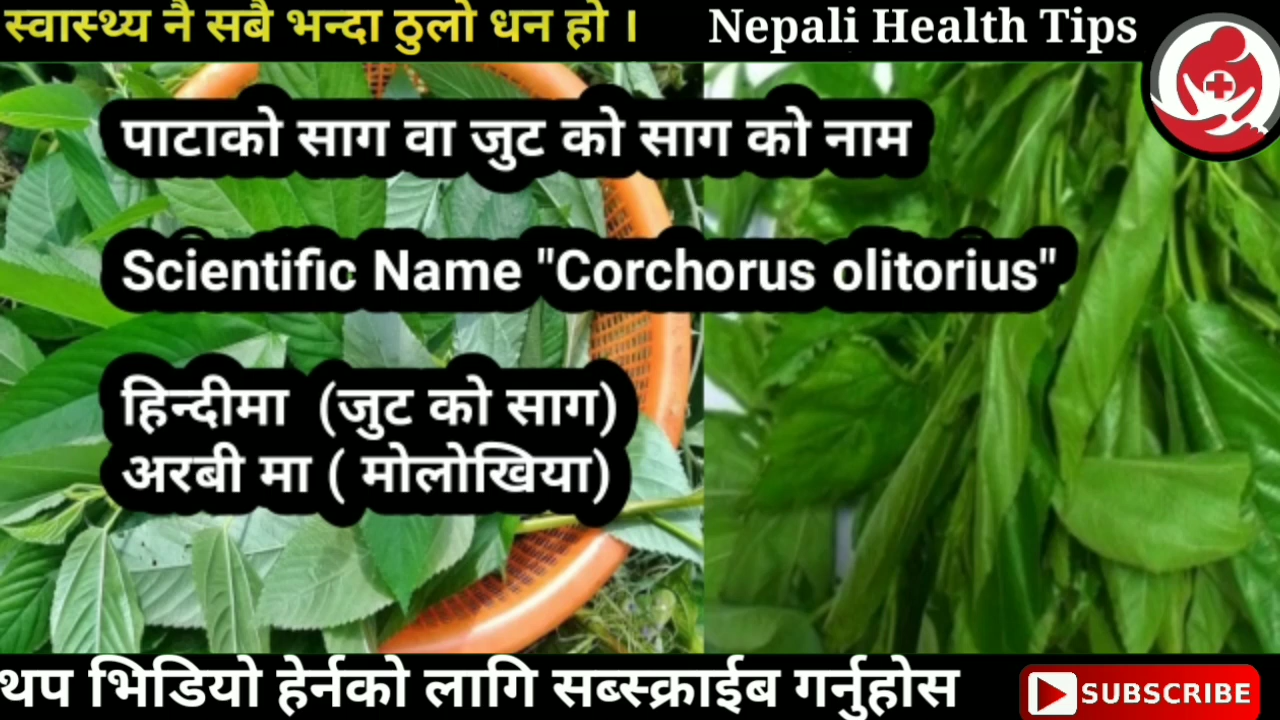 स्वास्थ्य नै सबै भन्दा ठुलो धन हो ।
Nepali Health Tips
पाटाको साग वा जुट को साग को नाम
Scientific Name "Corchorus olitorius"
हिन्दीमा (जुट को साग)
अरबी मा ( मोलोखिया)
थप भिडियो हेर्नको लागि सब्स्क्राईब गर्नुहोस
SUBSCRIBE